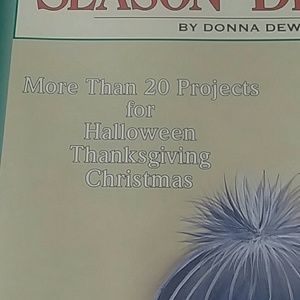 SEASON
BY DONNA DEW
More Than 20 Projects
for
Halloween
Thanksgiving
Christmas